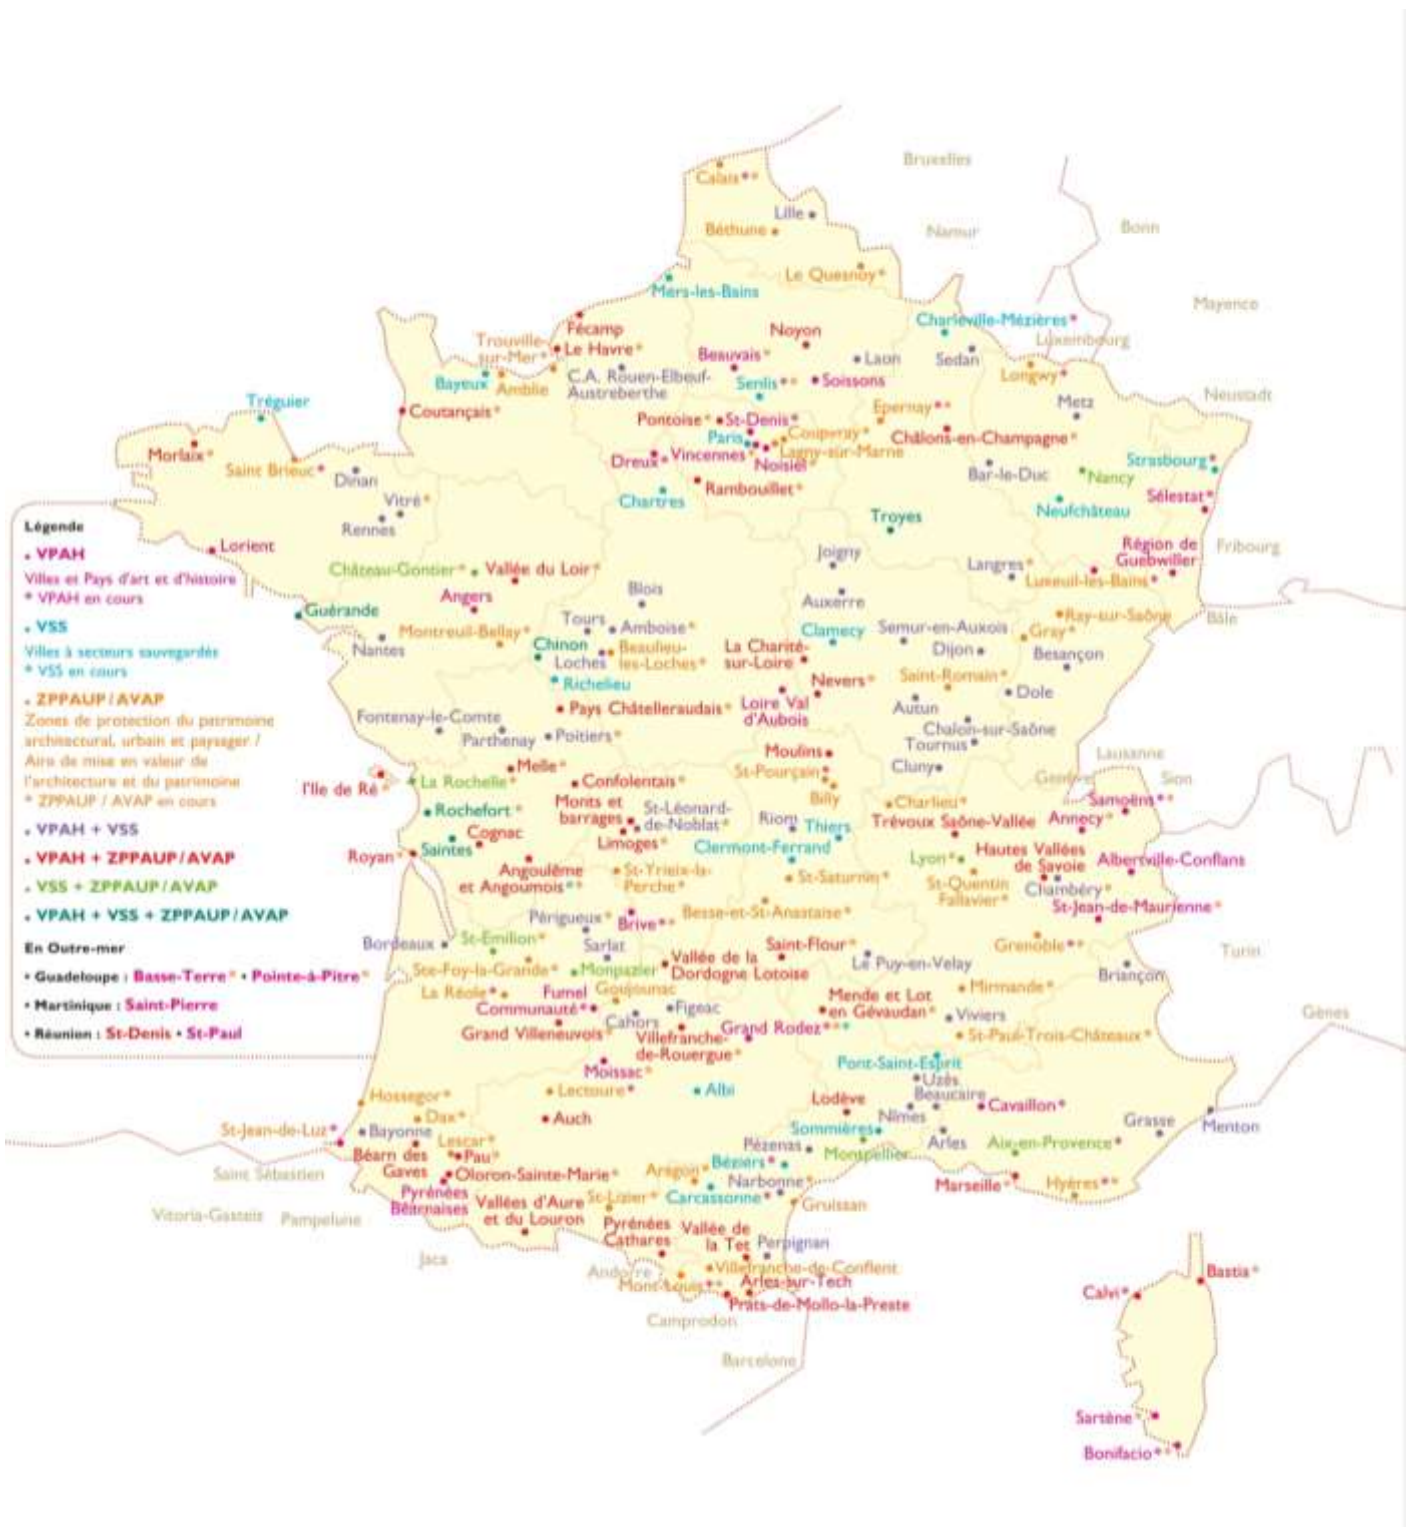 Bruxelles
Calais**
Lille
Béthune
Namur
Bonn
Le Quesnoy*
Mers-les-Bains
Mayence
Charleville-Mézières*
Fécamp
Noyon
Trouville-
sur-Mer*
Le Havre*
Beauvais*
Laon
Sedan
Luxembourg
Bayeux
Amblie
C.A. Rouen-Elbeuf-
Austreberthe
Senlis**
Soissons
Longwy*
Neustadt
Tréguier
Coutançais*
Epernay**
Metz
Pontoise*
St-Denis*
Paris
Coupvray*
Châlons-en-Champagne*
Morlaix*
Saint Brieuc*
Dinan
Dreux*
Vincennes*
Lagny-sur-Marne
Noisiel*
Bar-le-Duc
Nancy
Strasbourg*
Vitré*
Rennes
Chartres
Rambouillet*
Neufchâteau
Sélestat*
Troyes
Légende
• VPAH
Villes et Pays d'art et d'histoire
* VPAH en cours
• VSS
Villes à secteurs sauvegardés
* VSS en cours
• ZPPAUP / AVAP
Zones de protection du patrimoine
architectural, urbain et paysager /
Aire de mise en valeur de
l'architecture et du patrimoine
* ZPPAUP / AVAP en cours
• VPAH + VSS
• VPAH + ZPPAUP / AVAP
• VSS + ZPPAUP / AVAP
• VPAH + VSS + ZPPAUP / AVAP
En Outre-mer
• Guadeloupe : Basse-Terre* • Pointe-à-Pitre*
• Martinique : Saint-Pierre
• Réunion : St-Denis • St-Paul
Lorient
Joigny
Région de
Guebwiller
Fribourg
Château-Gontier*
Vallée du Loir*
Langres*
Luxeuil-les-Bains*
Angers
Blois
Auxerre
Guérande
Tours
Amboise*
Clamecy
Semur-en-Auxois
Ray-sur-Saône
Bâle
Montreuil-Bellay*
Gray*
Nantes
Chinon
Loches
Beaulieu-
les-Loches*
La Charité-
sur-Loire
Dijon
Besançon
Richelieu
Nevers*
Saint-Romain*
Dole
Pays Châtelleraudais*
Loire Val
d'Aubois
Autun
Fontenay-le-Comte
Parthenay
Poitiers*
Chalon-sur-Saône
Tournus
Moulins
Lausanne
Melle*
Cluny
St-Pourçain*
Genève
Sion
l'Ile de Ré*
La Rochelle*
Confolentais*
Billy
Samoëns**
Rochefort*
Monts et
barrages
St-Léonard-
de-Noblat*
Charlieu*
Annecy*
Riom
Thiers
Trévoux Saône-Vallée
Cognac
Limoges*
Clermont-Ferrand
Royan*
Saintes
Lyon*
Hautes Vallées
de Savoie
Albertville-Conflans
Angoulême
et Angoumois**
St-Yrieix-la-
Perche*
St-Saturnin*
St-Quentin
Fallavier*
Chambéry*
St-Jean-de-Maurienne*
Périgueux*
Brive**
Besse-et-St-Anastaise*
Bordeaux
St-Emilion*
Sarlat
Saint-Flour*
Grenoble**
Turin
Ste-Foy-la-Grande*
Monpazier
Vallée de la
Dordogne Lotoise
Le Puy-en-Velay
Briançon
La Réole*
Fumel
Communauté*
Goujounac
Figeac
Mende et Lot
en Gévaudan*
Mirmande*
Viviers
Gènes
Grand Villeneuvois*
Cahors
Villefranche-
de-Rouergue*
Grand Rodez***
St-Paul-Trois-Châteaux*
Moissac*
Pont-Saint-Esprit
Hossegor*
Lectoure*
Albi
Uzès
Beaucaire
Cavaillon*
Dax*
Auch
Lodève
Nîmes
Grasse
Menton
St-Jean-de-Luz*
Bayonne
Lescar*
Sommières
Arles
Aix-en-Provence*
Béarn des
Gaves
Pau*
Pézenas
Montpellier
Saint Sébastien
Oloron-Sainte-Marie*
Aragon*
Béziers*
Narbonne*
Marseille*
Hyères**
Pyrénées
Béarnaises
Vallées d'Aure
et du Louron
St-Lizier*
Carcassonne**
Gruissan
Vitoria-Gasteiz
Pampelune
Pyrénées
Cathares
Vallée de
la Tet
Perpignan
Jaca
Andorre
Villefranche-de-Conflent
Mont-Louis**
Arles-sur-Tech
Prats-de-Mollo-la-Preste
Camprodon
Barcelone
Bastia*
Calvi*
Sartène*
Bonifacio**